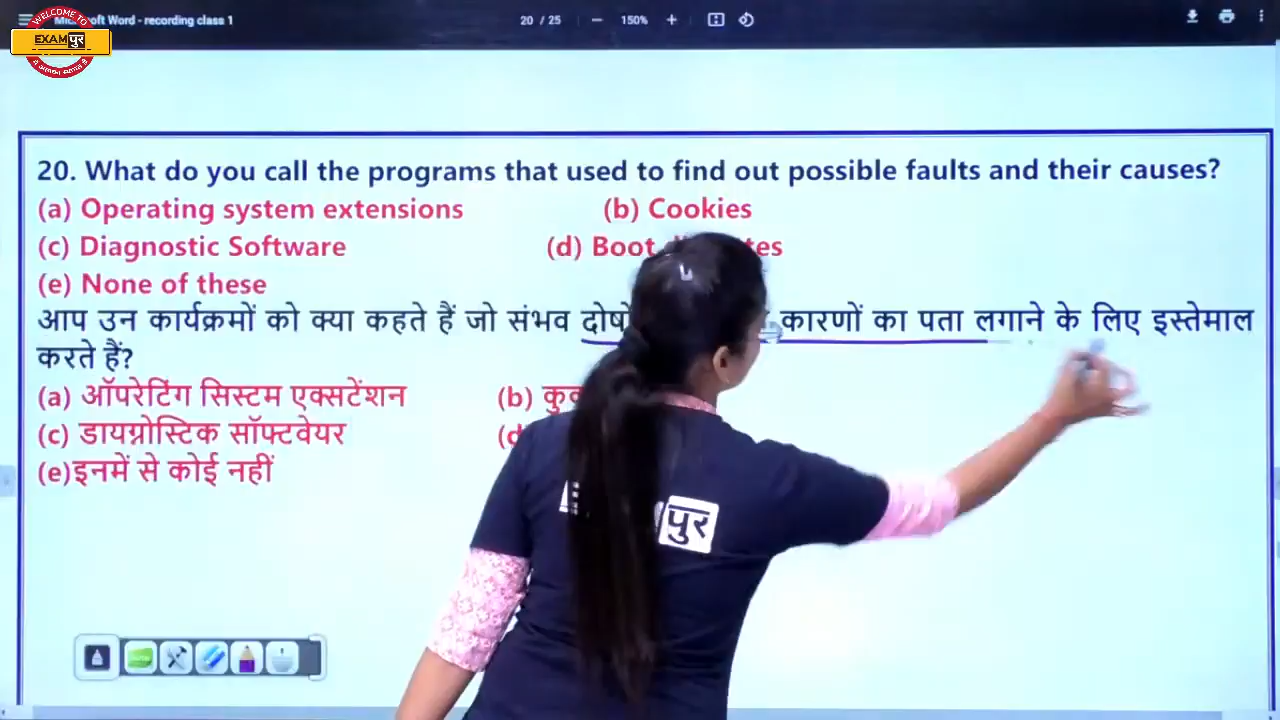 WELCOME TO
EXAMपुर
Microsoft Word - recording class 1
20 / 25
150%
20. What do you call the programs that used to find out possible faults and their causes?
(a) Operating system extensions (b) Cookies
(c) Diagnostic Software (d) Boot
(e) None of these
आप उन कार्यक्रमों को क्या कहते हैं जो संभव कारणों का पता लगाने के लिए इस्तेमाल
करते हैं?
(a) ऑपरेटिंग सिस्टम एक्सटेंशन (b)
(c) डायग्नोस्टिक सॉफ्टवेयर
(e)इनमें से कोई नहीं
पुर